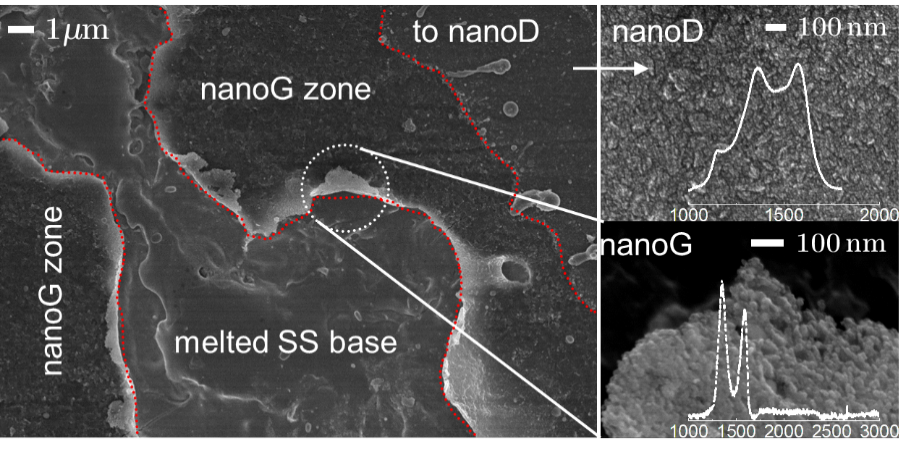 1μm
to nanoD
nanoG zone
nanoG zone
melted SS base
nanoD
100 nm
1000 1500 2000
nanoG
100 nm
1000 1500 2000 2500 3000